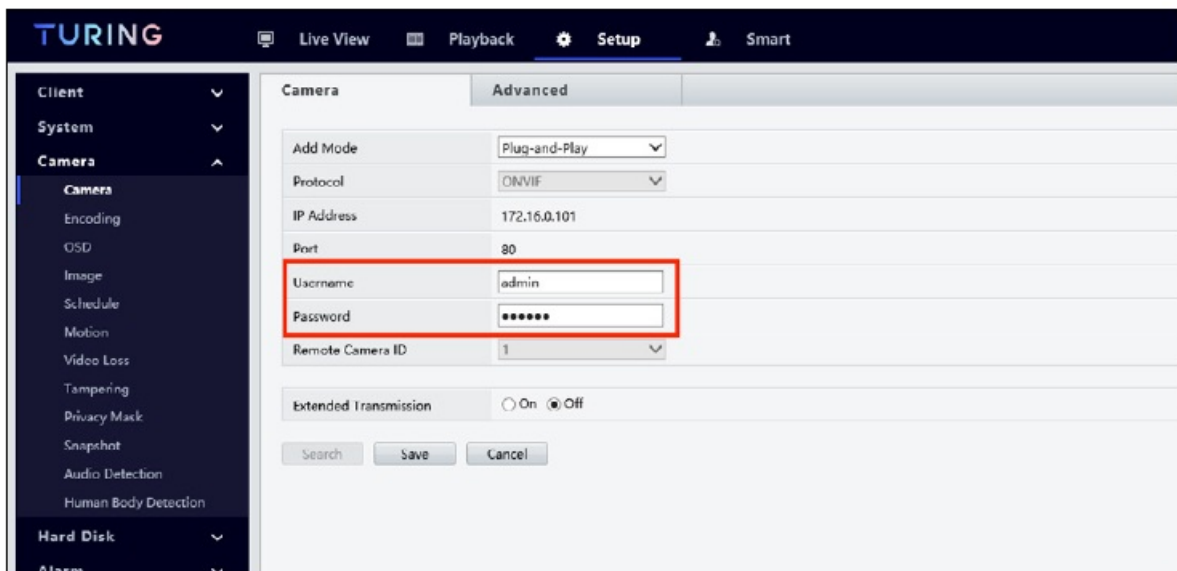 TURING
Live View Playback Setup Smart
Client
System
Camera
Camera
Encoding
OSD
Image
Schedule
Motion
Video Loss
Tampering
Privacy Mask
Snapshot
Audio Detection
Human Body Detection
Hard Disk
Alarm
Camera Advanced
Add Mode Plug-and-Play
Protocol ONVIF
IP Address 172.16.0.101
Port 80
Username admin
Password ••••••
Remote Camera ID 1
Extended Transmission On Off
Search Save Cancel